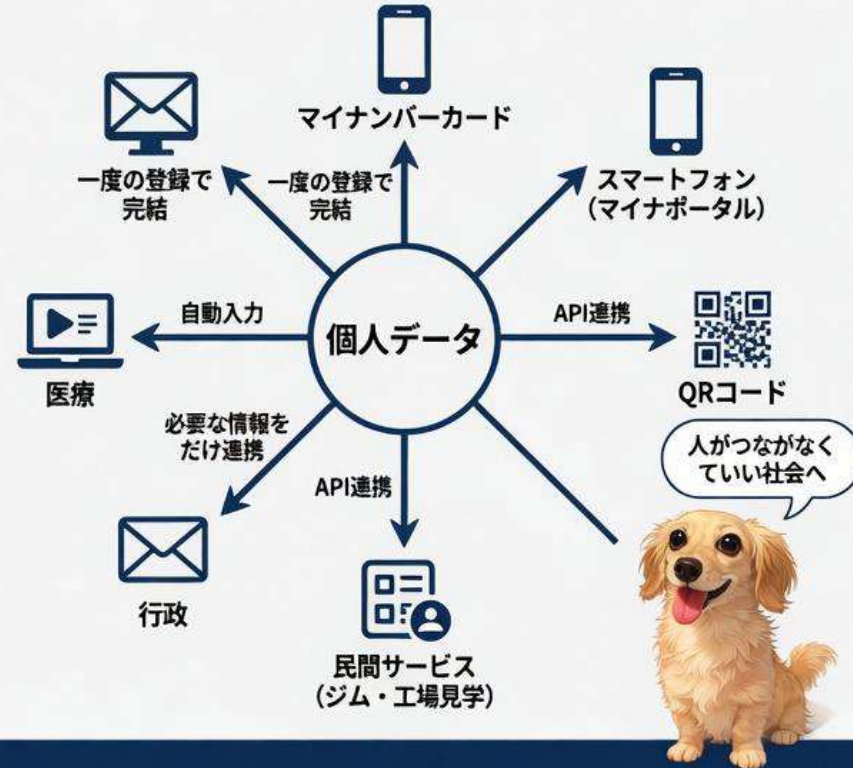 マイナンバーカード
一度の登録で
完結
一度の登録で
完結
スマートフォン
（マイナポータル）
自動入力
個人データ
API連携
医療
QRコード
必要な情報を
だけ連携
API連携
人がつながなく
ていい社会へ
行政
民間サービス
（ジム・工場見学）